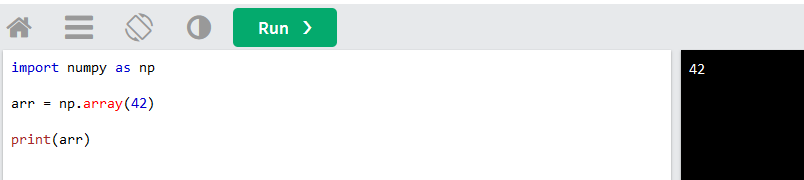 Run ❯
import numpy as np
arr = np.array(42)
print(arr)
42